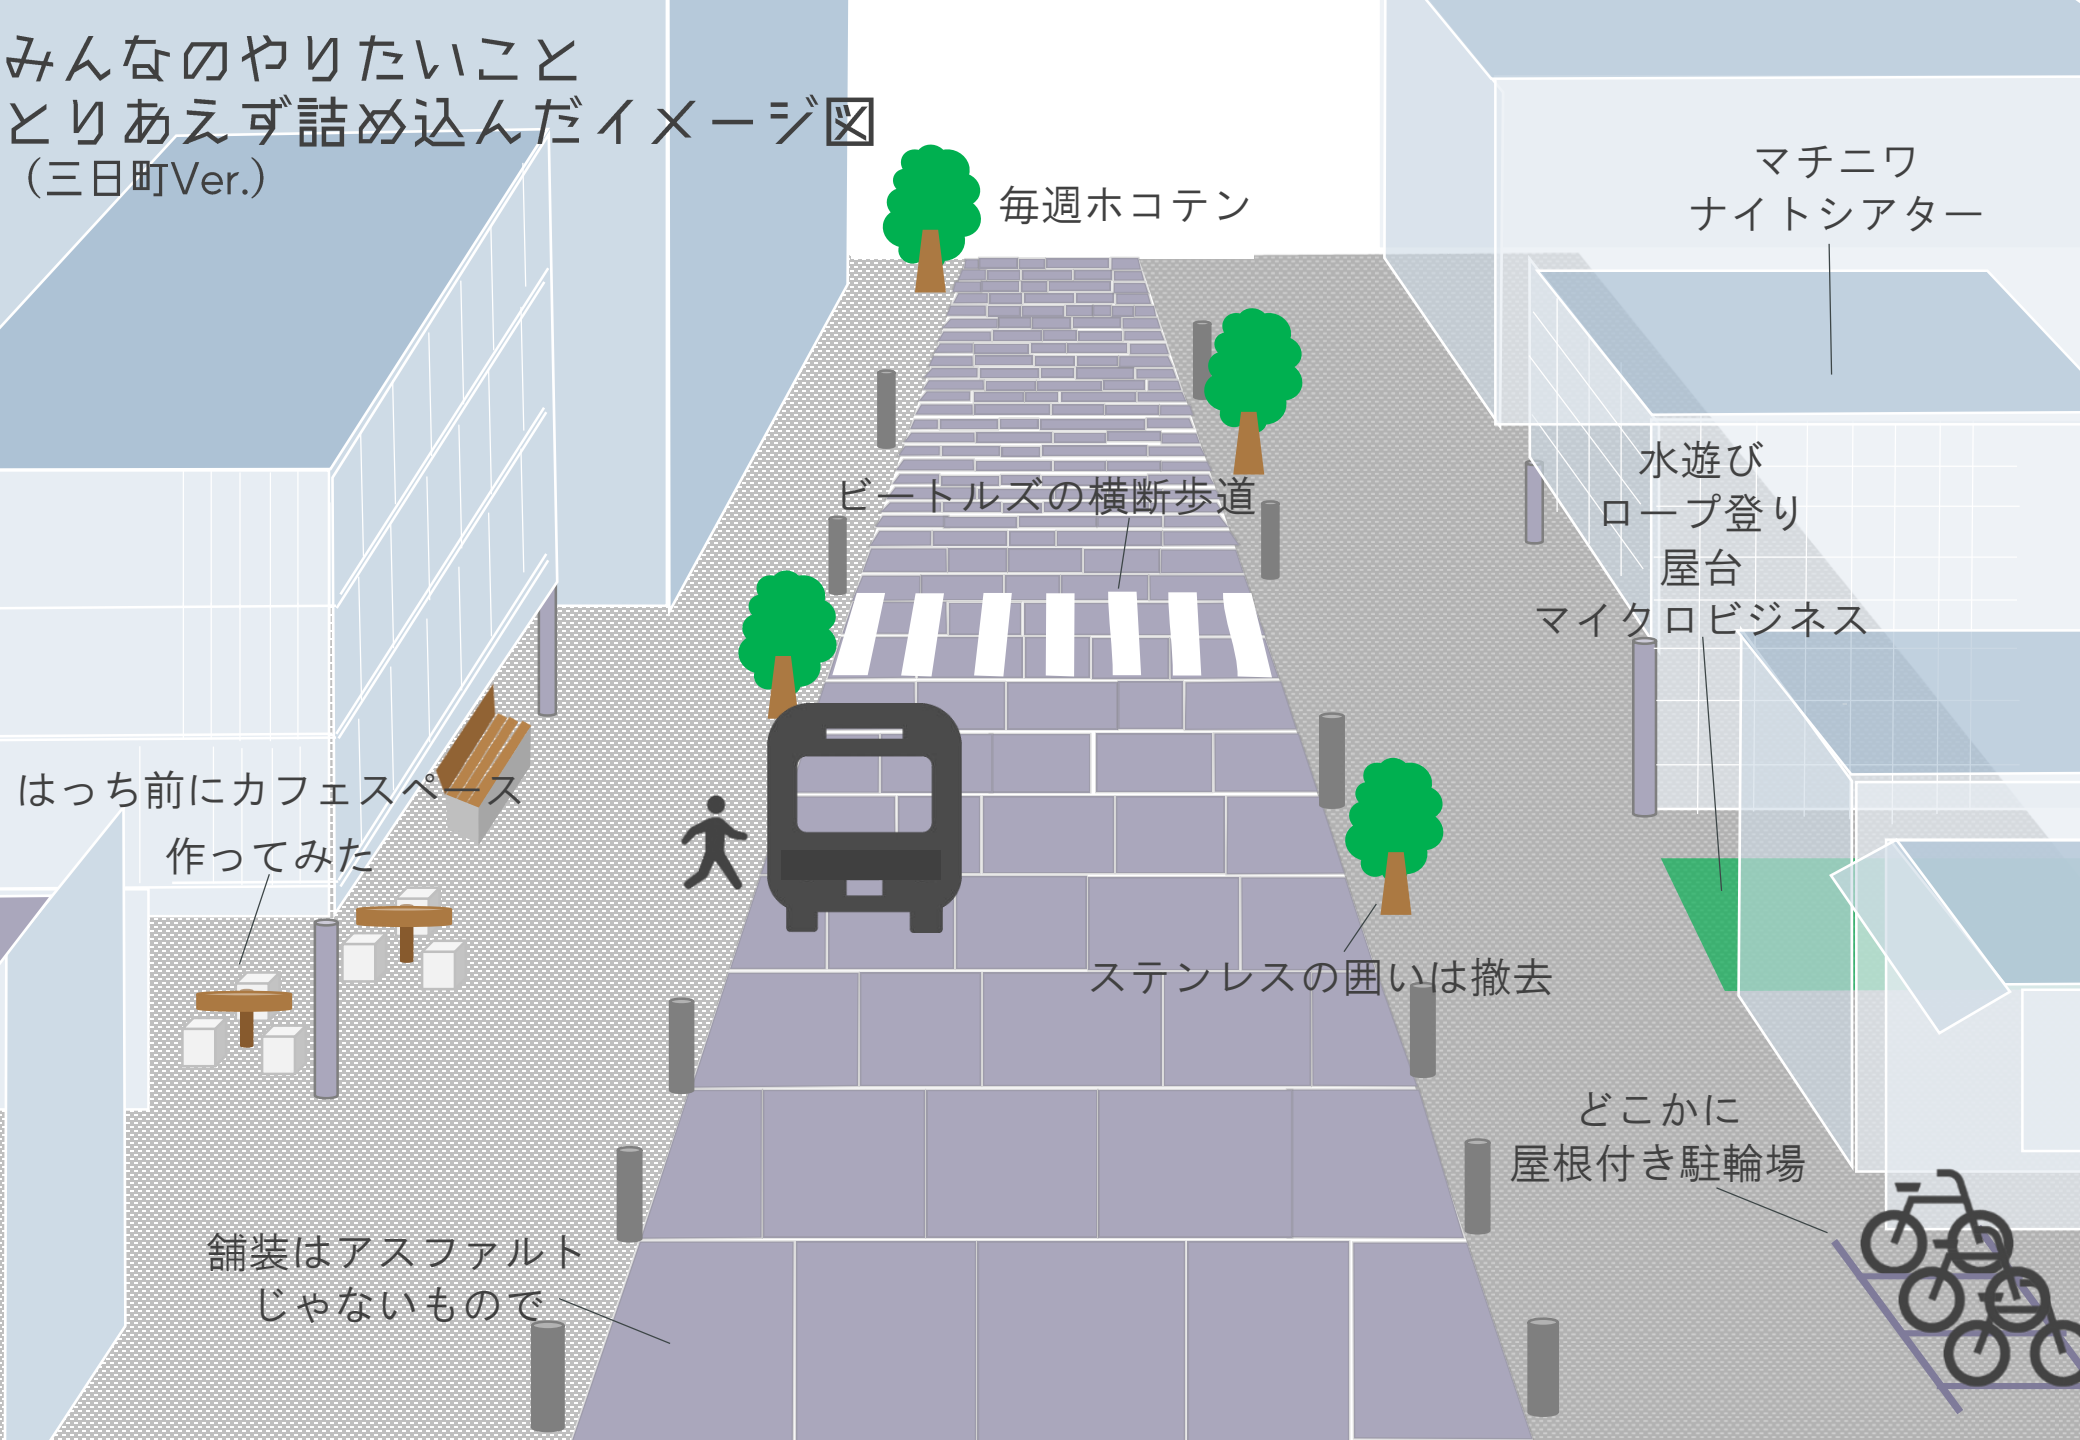 みんなのやりたいこと
とりあえず詰め込んだイメージ図
（三日町Ver.）
毎週ホコテン
マチニワ
ナイトシアター
水遊び
ロープ登り
屋台
マイクロビジネス
ビートルズの横断歩道
はっち前にカフェスペース
作ってみた
ステンレスの囲いは撤去
どこかに
屋根付き駐輪場
舗装はアスファルト
じゃないもので